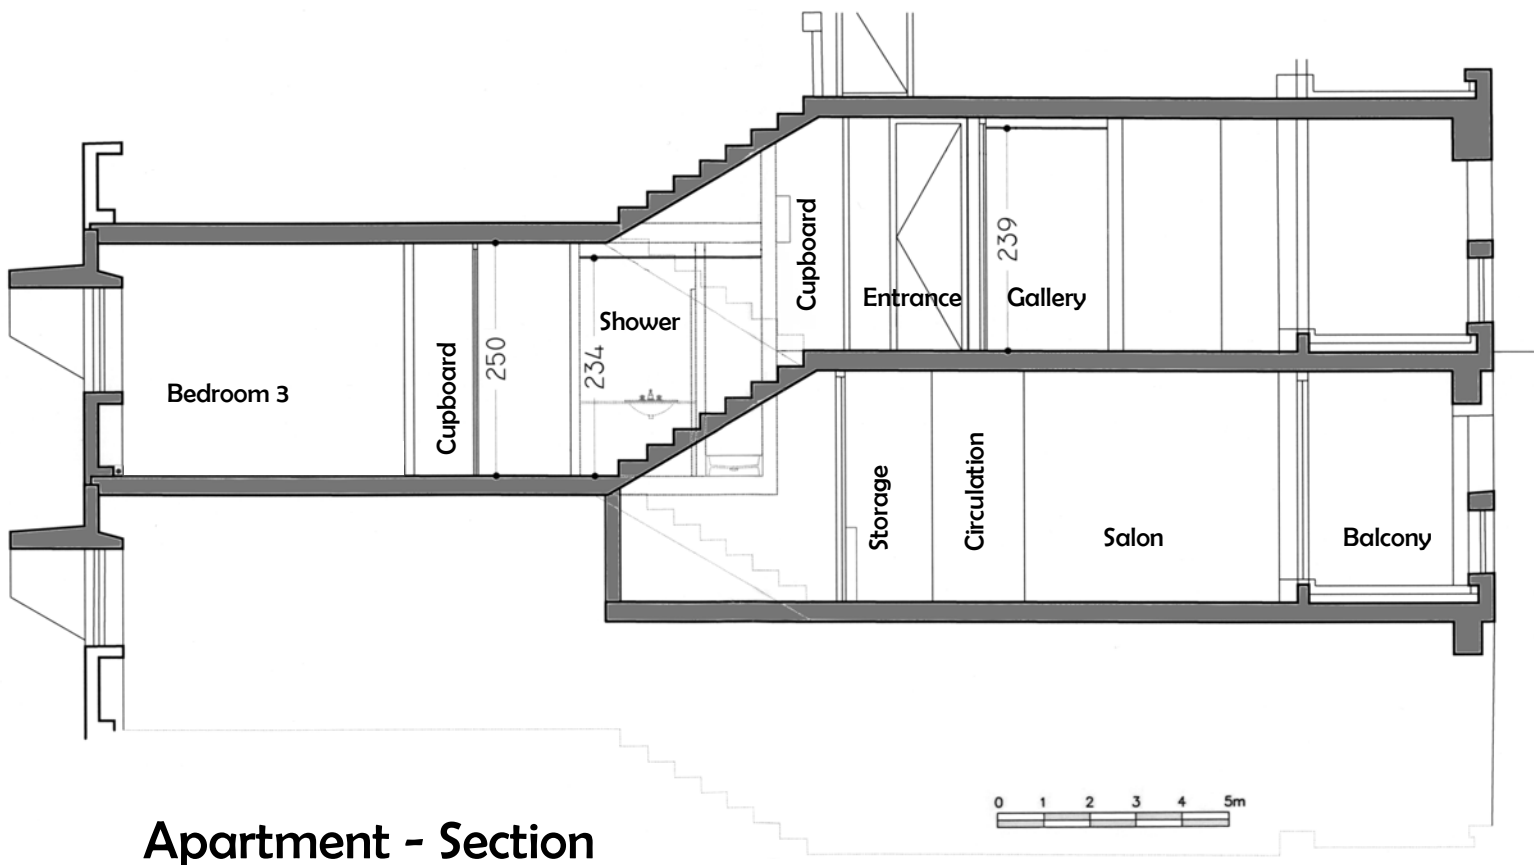 Cupboard
239
Entrance
Gallery
Shower
250
234
Cupboard
Bedroom 3
Storage
Circulation
Salon
Balcony
0 1 2 3 4 5m
Apartment - Section